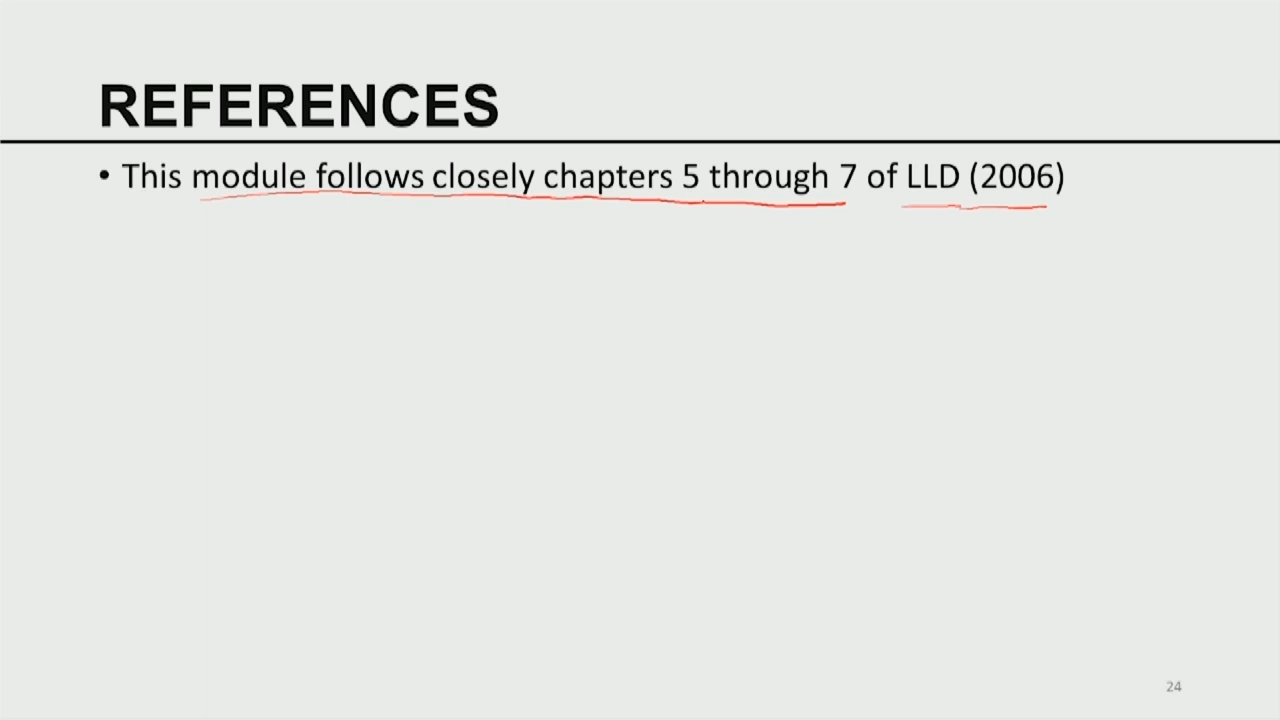 REFERENCES
• This module follows closely chapters 5 through 7 of LLD (2006)
24